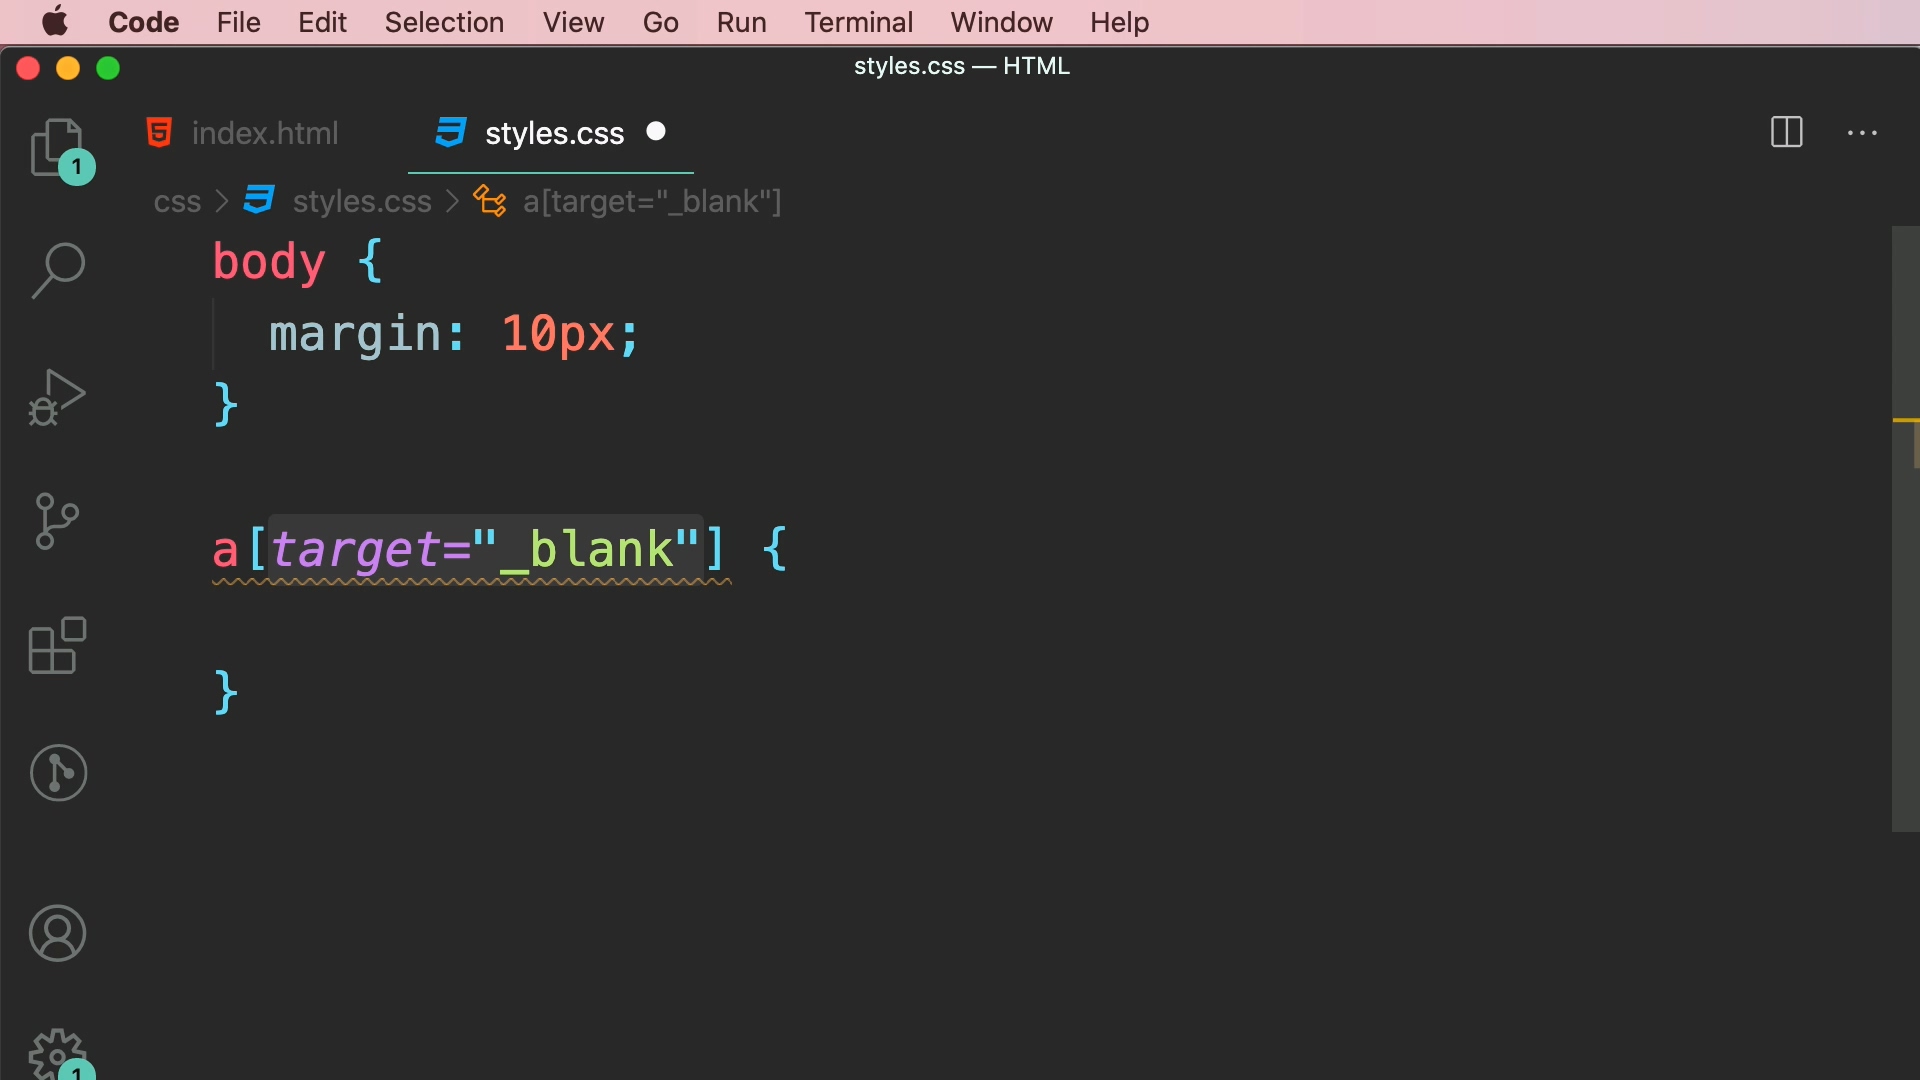 Code File Edit Selection View Go Run Terminal Window Help
styles.css — HTML
index.html styles.css
1
css > styles.css > a[target="_blank"]
body {
margin: 10px;
}
a[target="_blank"] {
}
1